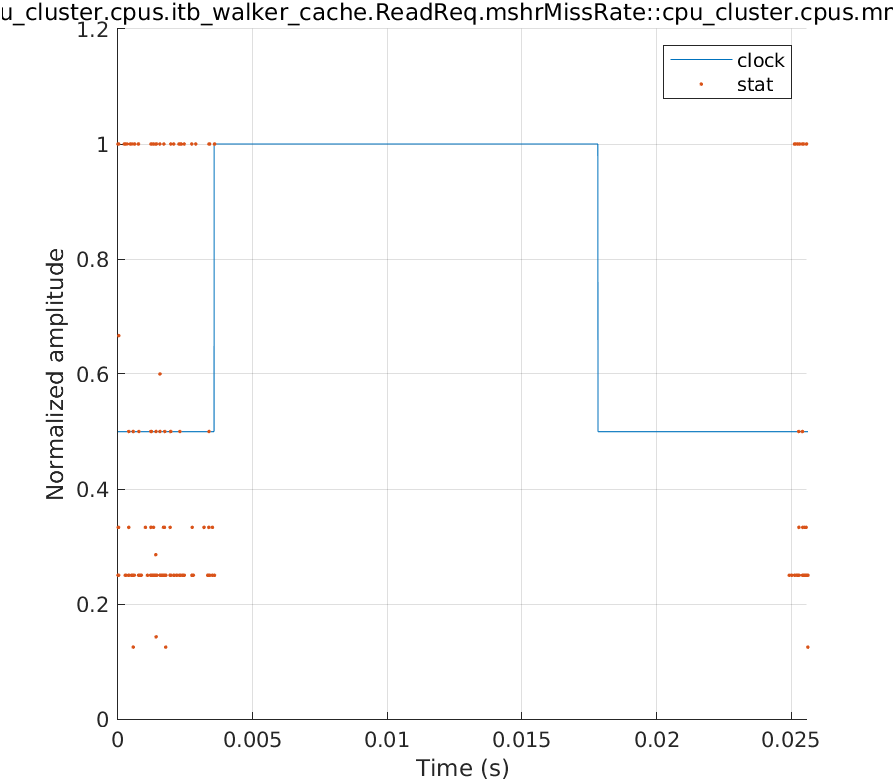 u_cluster.cpus.itb_walker_cache.ReadReq.mshrMissRate::cpu_cluster.cpus.mm
1.2
clock
stat
1
0.8
0.6
0.4
0.2
0
Normalized amplitude
0
0.005
0.01
0.015
0.02
0.025
Time (s)